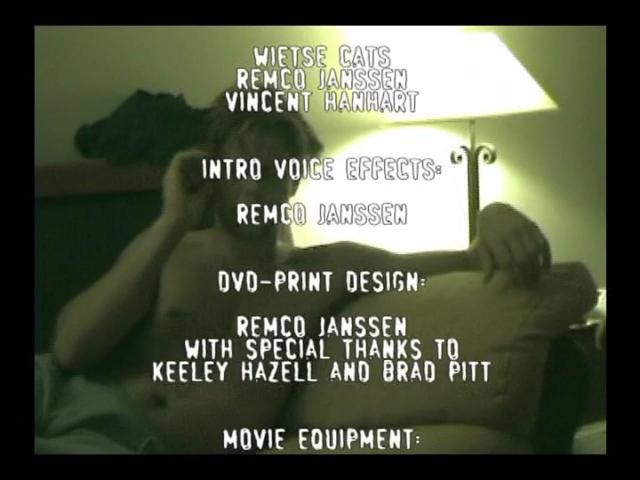 WIETSE CATS
REMCO JANSSEN
VINCENT HANHART
INTRO VOICE EFFECTS:
REMCO JANSSEN
DVD-PRINT DESIGN:
REMCO JANSSEN
WITH SPECIAL THANKS TO
KEELEY HAZELL AND BRAD PITT
MOVIE EQUIPMENT: